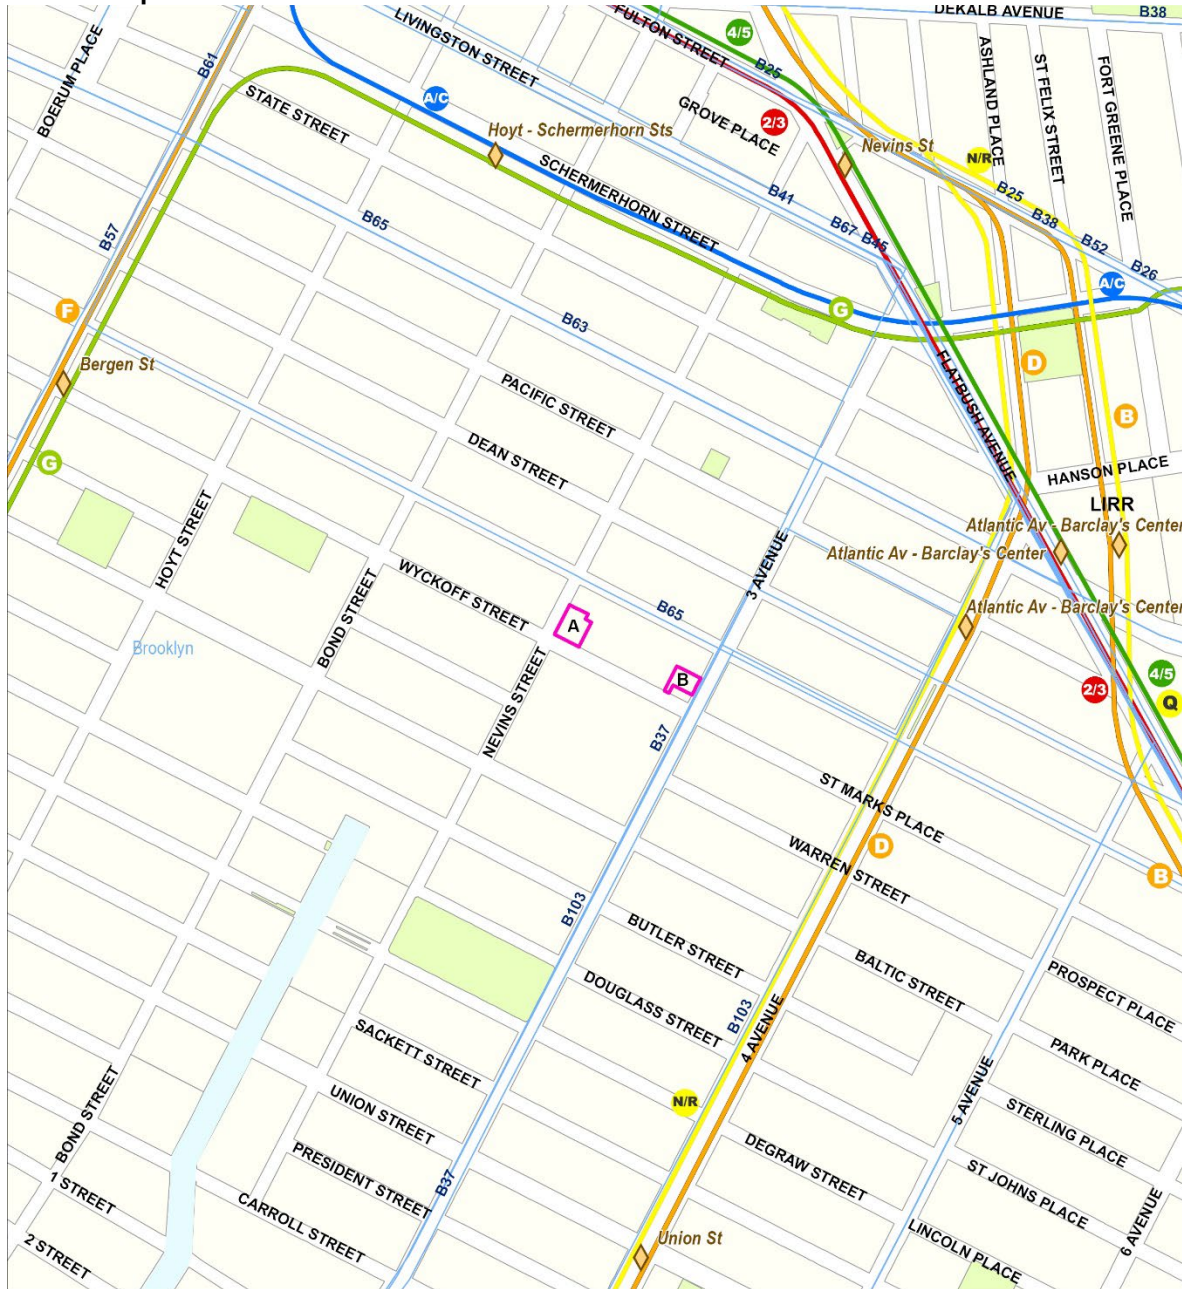 DEKALB AVENUE
B38
LIVINGSTON STREET
FULTON STREET
4/5
B25
BOERUM PLACE
B61
ASHLAND PLACE
ST FELIX STREET
FORT GREENE PLACE
A/C
STATE STREET
GROVE PLACE
2/3
Hoyt - Schermerhorn Sts
Nevins St
N/R
SCHERMERHORN STREET
B41
B25
B38
B67
B45
B52
B26
B65
B57
A/C
F
G
B63
Bergen St
D
FLATBUSH AVENUE
B
PACIFIC STREET
DEAN STREET
G
HANSON PLACE
LIRR
HOYT STREET
Atlantic Av - Barclay's Center
Atlantic Av - Barclay's Center
3 AVENUE
WYCKOFF STREET
BOND STREET
B65
Atlantic Av - Barclay's Center
A
Brooklyn
B
NEVINS STREET
4/5
2/3
Q
B37
ST MARKS PLACE
D
WARREN STREET
B
B103
BUTLER STREET
BALTIC STREET
PROSPECT PLACE
DOUGLASS STREET
B103
4 AVENUE
SACKETT STREET
PARK PLACE
5 AVENUE
BOND STREET
UNION STREET
N/R
STERLING PLACE
DEGRAW STREET
PRESIDENT STREET
B37
1 STREET
ST JOHNS PLACE
6 AVENUE
CARROLL STREET
2 STREET
Union St
LINCOLN PLACE